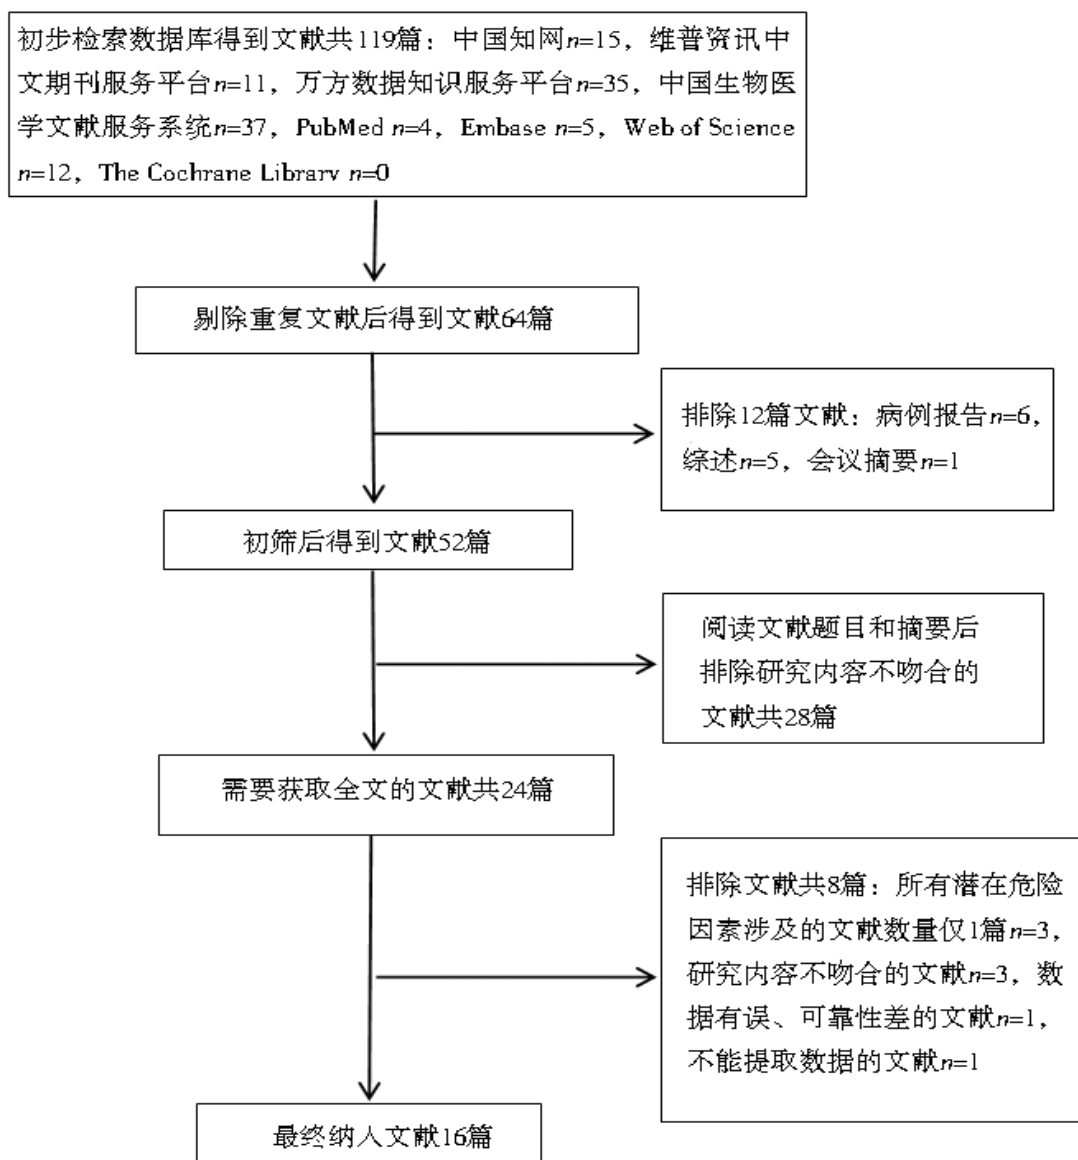 初步检索数据库得到文献共119篇：中国知网n=15，维普资讯中
文期刊服务平台n=11，万方数据知识服务平台n=35，中国生物医
学文献服务系统n=37，PubMed n=4，Embase n=5，Web of Science
n=12，The Cochrane Library n=0
剔除重复文献后得到文献64篇
排除12篇文献：病例报告n=6，
综述n=5，会议摘要n=1
初筛后得到文献52篇
阅读文献题目和摘要后
排除研究内容不吻合的
文献共28篇
需要获取全文的文献共24篇
排除文献共8篇：所有潜在危险
因素涉及的文献数量仅1篇n=3，
研究内容不吻合的文献n=3，数
据有误、可靠性差的文献n=1，
不能提取数据的文献n=1
最终纳人文献16篇